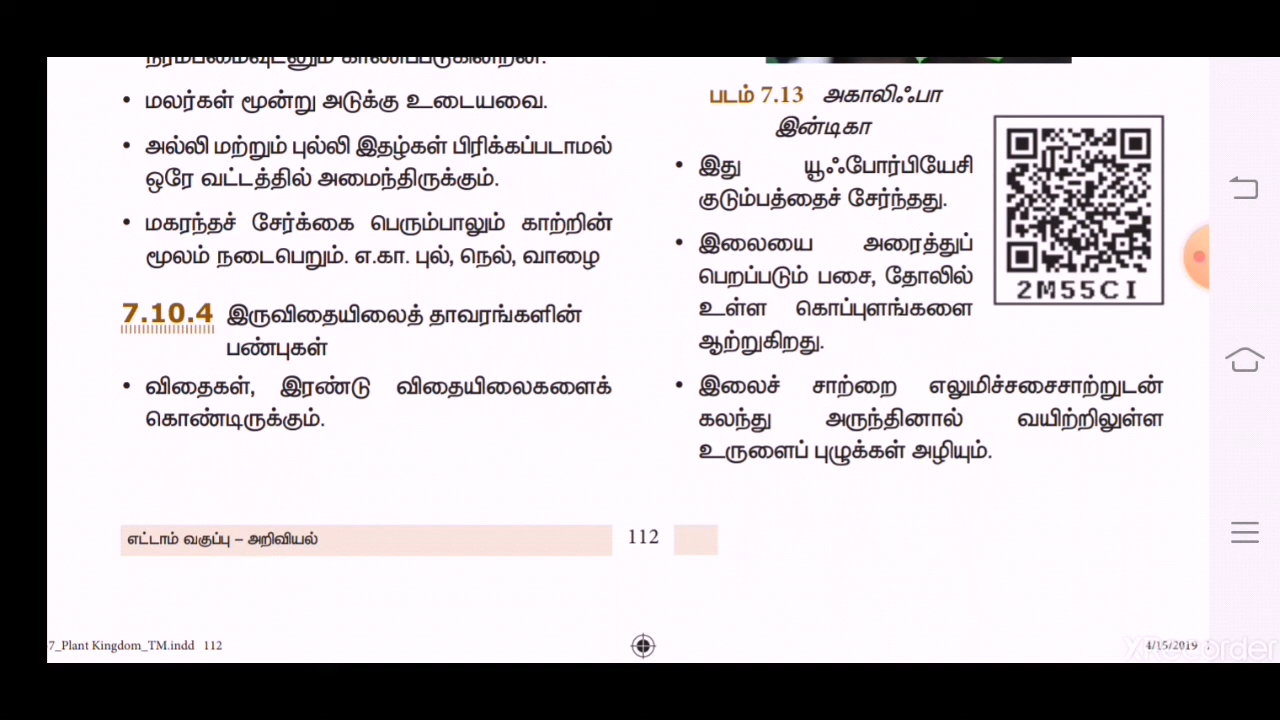 • மலர்கள் மூன்று அடுக்கு உடையவை.
• அல்லி மற்றும் புல்லி இதழ்கள் பிரிக்கப்படாமல்
ஒரே வட்டத்தில் அமைந்திருக்கும்.
• மகரந்தச் சேர்க்கை பெரும்பாலும் காற்றின்
மூலம் நடைபெறும். எ.கா. புல், நெல், வாழை
7.10.4 இருவிதையிலைத் தாவரங்களின்
பண்புகள்
• விதைகள், இரண்டு விதையிலைகளைக்
கொண்டிருக்கும்.
படம் 7.13 அகாலிஃபா
இன்டிகா
• இது யூஃபோர்பியேசி
குடும்பத்தைச் சேர்ந்தது.
• இலையை அரைத்துப்
பெறப்படும் பசை, தோலில்
உள்ள கொப்புளங்களை
ஆற்றுகிறது.
2M55CI
• இலைச் சாற்றை எலுமிச்சசைசாற்றுடன்
கலந்து அருந்தினால் வயிற்றிலுள்ள
உருளைப் புழுக்கள் அழியும்.
எட்டாம் வகுப்பு – அறிவியல்
112
7_Plant Kingdom_TM.indd 112
4/15/2019
XRecorder